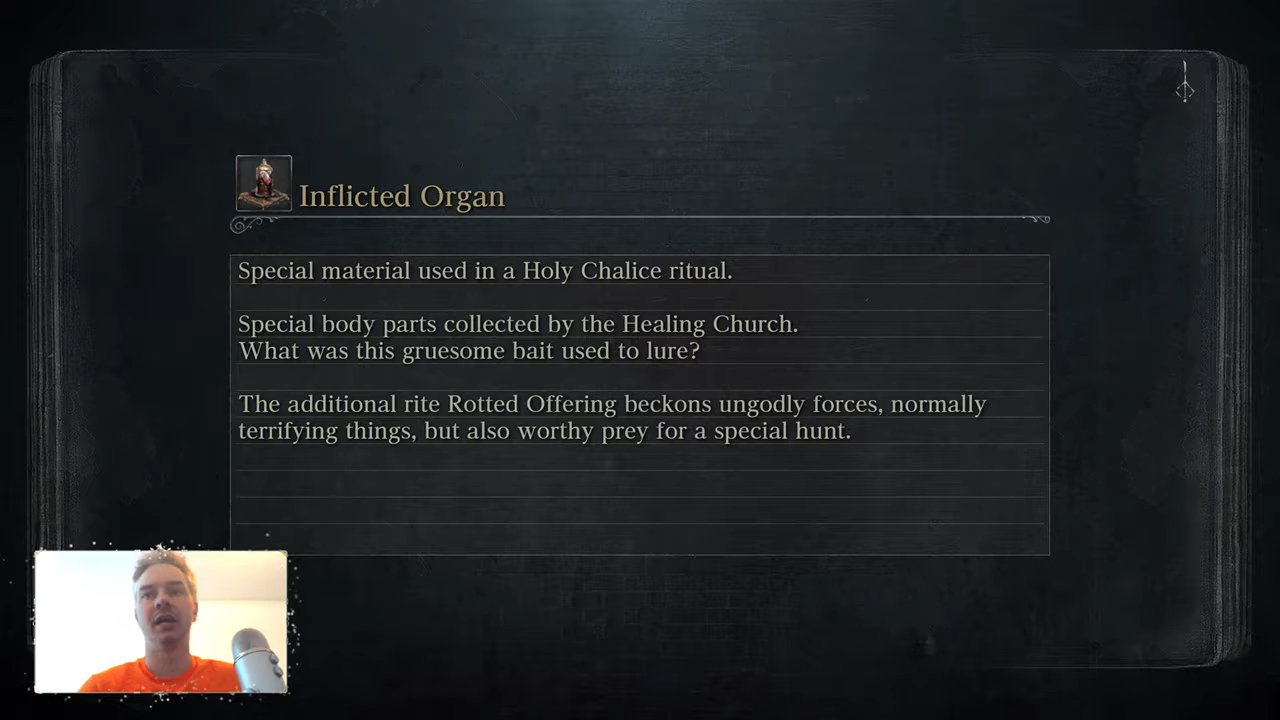 Inflicted Organ
Special material used in a Holy Chalice ritual.
Special body parts collected by the Healing Church.
What was this gruesome bait used to lure?
The additional rite Rotted Offering beckons ungodly forces, normally
terrifying things, but also worthy prey for a special hunt.